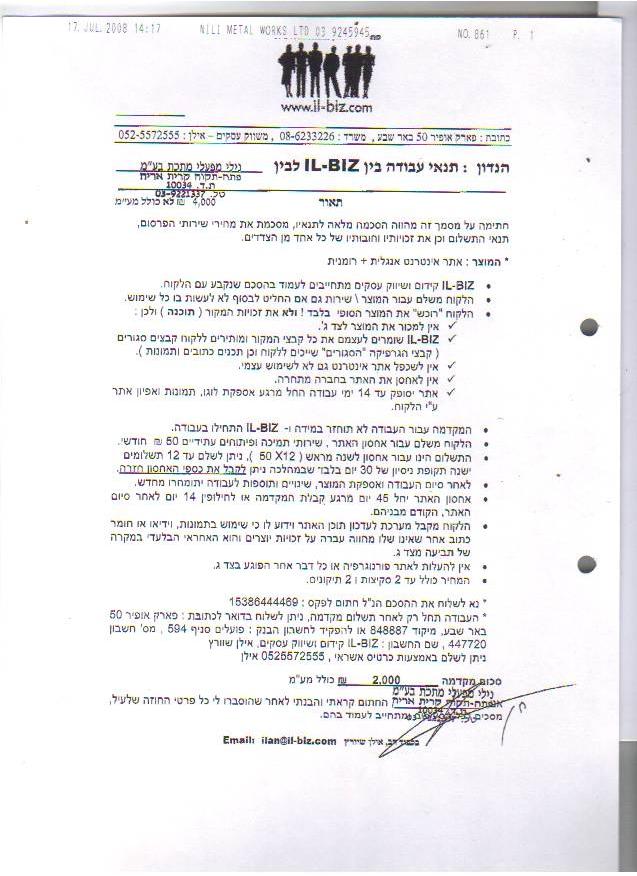 17. JUL. 2008 14:17 NILI METAL WORKS LTD 03 9245945 NO. 861 P. 1
www.il-biz.com
כתובת : פארק אופיר 50 באר שבע , משרד : 08-6233226 , משווק עסקים – אילן : 052-5572555
הנדון : תנאי עבודה בין IL-BIZ לבין נילי מפעלי מתכת בע"מ
פתח-תקוח קרית אריה
ת.ד. 10034
טל. 03-9221337
תאור 4,000 ₪ לא כולל מע"מ
חתימה על מסמך זה מהווה הסכמה מלאה לתנאיו, מסכמת את מחירי שירותי הפרסום,
תנאי התשלום וכן את זכויותיו וחובותיו של כל אחד מן הצדדים.
* המוצר : אתר אינטרנט אנגלית + רומנית
• IL-BIZ קידום ושיווק עסקים מתחייבים לעמוד בהסכם שנקבע עם הלקוח.
• הלקוח משלם עבור המוצר \ שירות גם אם החליט לבסוף לא לעשות בו כל שימוש.
• הלקוח "רוכש" את המוצר הסופי בלבד ! ולא את זכויות המקור ( תוכנה ) ולכן :
✓ אין למכור את המוצר לצד ג'.
✓ IL-BIZ שומרים לעצמם את כל קבצי המקור ומותירים ללקוח קבצים סגורים
( קבצי הגרפיקה "הסגורים" שייכים ללקוח וכן תכנים כתובים ותמונות ).
✓ אין לשכפל אתר אינטרנט גם לא לשימוש עצמי.
✓ אין לאחסן את האתר בחברה מתחרה.
✓ אתר יסופק עד 14 ימי עבודה החל מרגע אספקת לוגו, תמונות ואפיון אתר
ע"י הלקוח.
• המקדמה עבור העבודה לא תוחזר במידה ו- IL-BIZ התחילו בעבודה.
• הלקוח משלם עבור אחסון האתר , שירותי תמיכה ופיתוחים עתידיים 50 ₪ חודשי.
• התשלום הינו עבור אחסון לשנה מראש ( 50 X12 ), ניתן לשלם עד 12 תשלומים
ישנה תקופת ניסיון של 30 יום בלבד שבמהלכה ניתן לקבל את כספי האחסון חזרה.
• לאחר סיום העבודה ואספקת המוצר, שינויים ותוספות לעבודה יתומחרו מחדש.
• אחסון האתר יחל 45 יום מרגע קבלת המקדמה או לחילופין 14 יום לאחר סיום
האתר, הקודם מבניהם.
• הלקוח מקבל מערכת לעדכון תוכן האתר וידוע לו כי שימוש בתמונות, וידיאו או חומר
כתוב אחר שאינו שלו מהווה עברה על זכויות יוצרים והוא האחראי הבלעדי במקרה
של תביעה מצד ג.
• אין להעלות לאתר פורנוגרפיה או כל דבר אחר הפוגע בצד ג.
• המחיר כולל עד 2 סקיצות ו 2 תיקונים.
* נא לשלוח את ההסכם הנ"ל חתום לפקס : 15386444469
* העבודה תחל רק לאחר תשלום מקדמה, ניתן לשלוח בדואר לכתובת : פארק אופיר 50
באר שבע, מיקוד 848887 או להפקיד לחשבון הבנק : פועלים סניף 594 , מס' חשבון
447720 , שם החשבון : IL-BIZ קידום ושיווק עסקים, אילן שוורץ
ניתן לשלם באמצעות כרטיס אשראי , 0525572555 אילן
סכום מקדמה 2,000 ₪ כולל מע"מ
נילי מפעלי מתכת בע"מ
פתח-תקוח קרית אריה החתום קראתי והבנתי לאחר שהוסברו לי כל פרטי החוזה שלעיל,
ת.ד. 10034
מסכים ומתחייב לעמוד בהם.
בכבוד רב, אילן שיורץ Email: ilan@il-biz.com